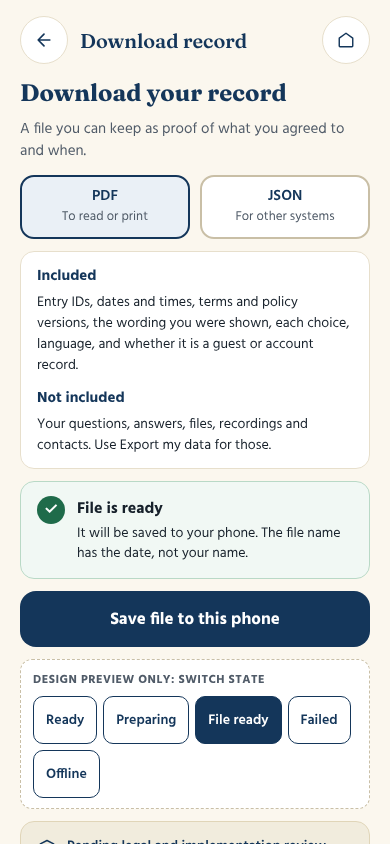 Download record
Download your record
A file you can keep as proof of what you agreed to
and when.
PDF
To read or print
JSON
For other systems
Included
Entry IDs, dates and times, terms and policy
versions, the wording you were shown, each choice,
language, and whether it is a guest or account
record.
Not included
Your questions, answers, files, recordings and
contacts. Use Export my data for those.
File is ready
It will be saved to your phone. The file name
has the date, not your name.
Save file to this phone
DESIGN PREVIEW ONLY: SWITCH STATE
Ready
Preparing
File ready
Failed
Offline
Pending legal and implementation review